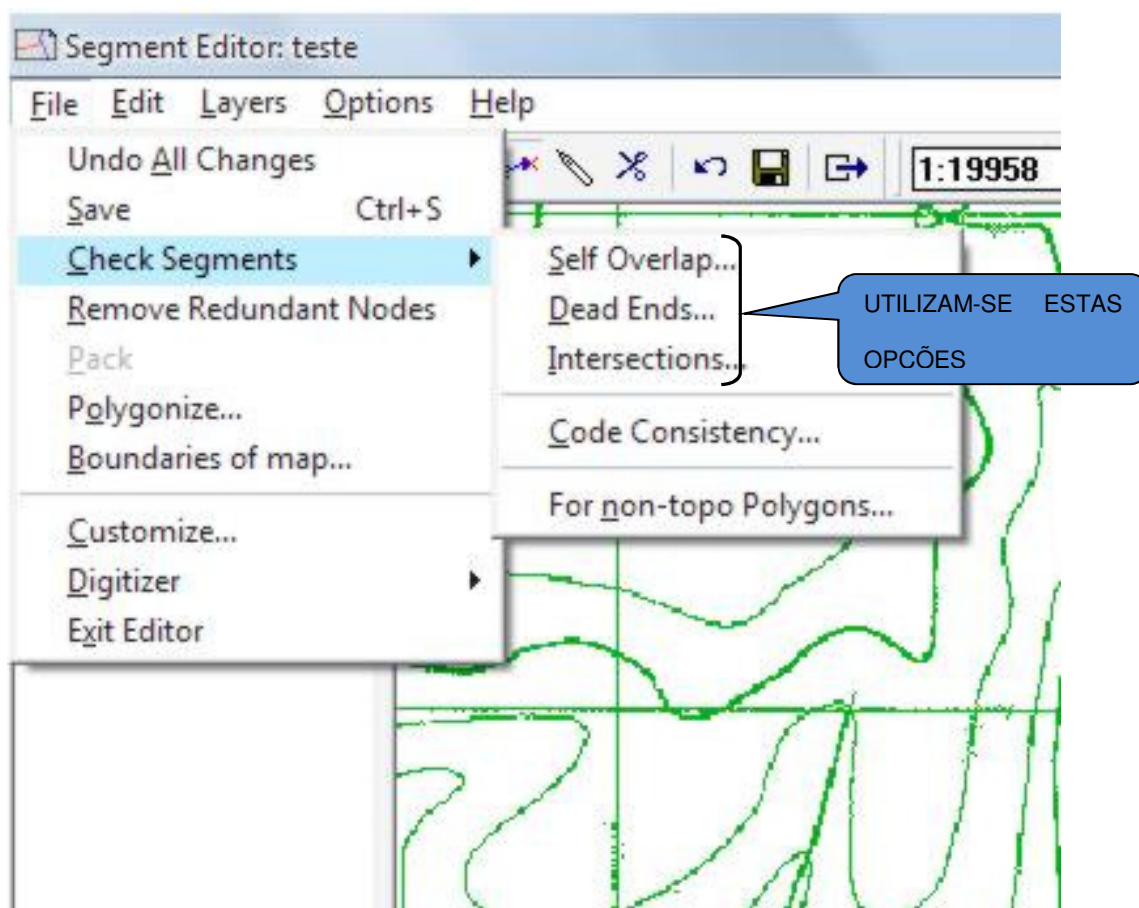 Segment Editor: teste
File Edit Layers Options Help
Undo All Changes
Save Ctrl+S
Check Segments
Remove Redundant Nodes
Pack
Polygonize...
Boundaries of map...
Customize...
Digitizer
Exit Editor
1:19958
Self Overlap...
Dead Ends...
Intersections...
Code Consistency...
For non-topo Polygons...
UTILIZAM-SE ESTAS
OPCÕES